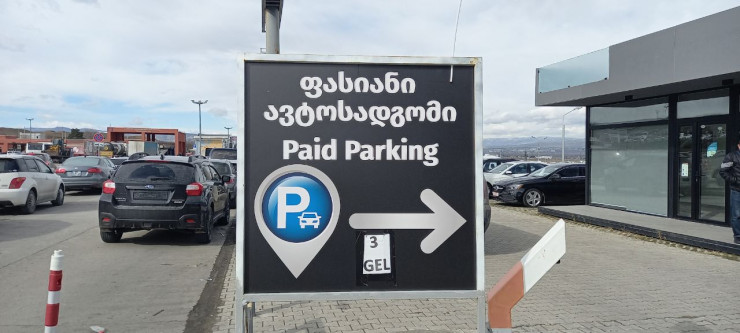 ფასიანი
ავტოსადგომი
Paid Parking
P
3
GEL